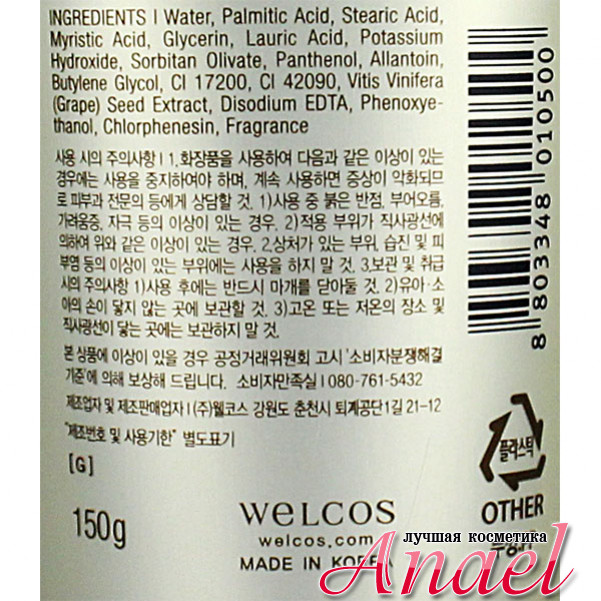 INGREDIENTS I Water, Palmitic Acid, Stearic Acid,
Myristic Acid, Glycerin, Lauric Acid, Potassium
Hydroxide, Sorbitan Olivate, Panthenol, Allantoin,
Butylene Glycol, CI 17200, CI 42090, Vitis Vinifera
(Grape) Seed Extract, Disodium EDTA, Phenoxye-
thanol, Chlorphenesin, Fragrance
사용 시의 주의사항 I 1.화장품을 사용하여 다음과 같은 이상이 있는
경우에는 사용을 중지하여야 하며, 계속 사용하면 증상이 악화되므
로 피부과 전문의 등에게 상담할 것. 1)사용 중 붉은 반점, 부어오름,
가려움증, 자극 등의 이상이 있는 경우, 2)적용 부위가 직사광선에
의하여 위와 같은 이상이 있는 경우, 2.상처가 있는 부위, 습진 및 피
부염 등의 이상이 있는 부위에는 사용을 하지 말 것. 3.보관 및 취급
시의 주의사항 1)사용 후에는 반드시 마개를 닫아둘 것. 2)유아·소
아의 손이 닿지 않는 곳에 보관할 것. 3)고온 또는 저온의 장소 및
직사광선이 닿는 곳에는 보관하지 말 것.
본 상품에 이상이 있을 경우 공정거래위원회 고시 '소비자분쟁해결
기준'에 의해 보상해 드립니다. 소비자만족실 I 080-761-5432
제조업자 및 제조판매업자 I (주)웰코스 강원도 춘천시 퇴계공단1길 21-12
"제조번호 및 사용기한" 별도표기
[G]
150g
WELCOS
welcos.com
MADE IN KOREA
8 803348 010500
플라스틱
OTHER
лучшая косметика
Anael